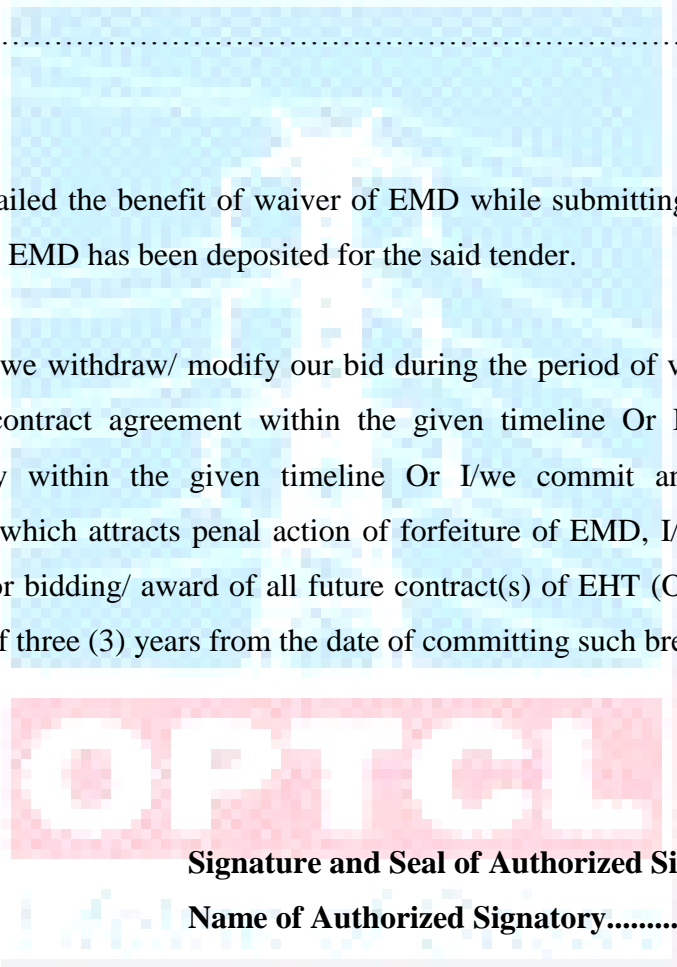 ................................................................
ailed the benefit of waiver of EMD while submitting
EMD has been deposited for the said tender.
we withdraw/ modify our bid during the period of v
contract agreement within the given timeline Or I
y within the given timeline Or I/we commit an
which attracts penal action of forfeiture of EMD, I/
or bidding/ award of all future contract(s) of EHT (O
f three (3) years from the date of committing such bre
OPTCL
Signature and Seal of Authorized Si
Name of Authorized Signatory.........